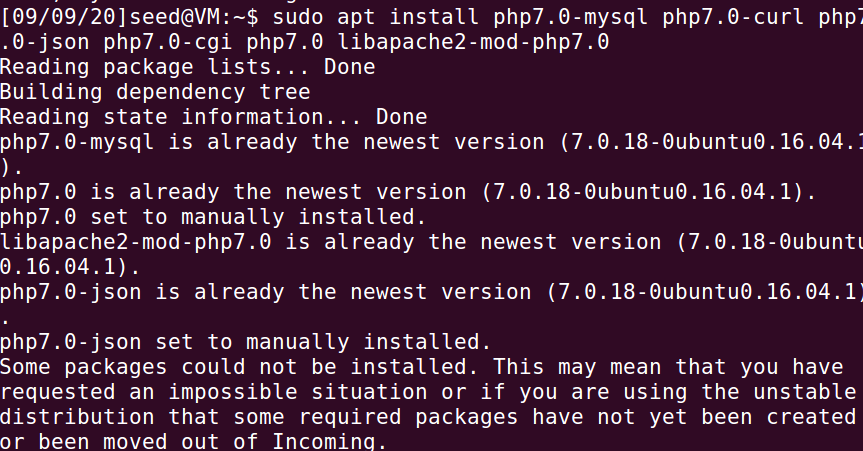 [09/09/20]seed@VM:~$ sudo apt install php7.0-mysql php7.0-curl php7
.0-json php7.0-cgi php7.0 libapache2-mod-php7.0
Reading package lists... Done
Building dependency tree
Reading state information... Done
php7.0-mysql is already the newest version (7.0.18-0ubuntu0.16.04.1
).
php7.0 is already the newest version (7.0.18-0ubuntu0.16.04.1).
php7.0 set to manually installed.
libapache2-mod-php7.0 is already the newest version (7.0.18-0ubuntu
0.16.04.1).
php7.0-json is already the newest version (7.0.18-0ubuntu0.16.04.1)
.
php7.0-json set to manually installed.
Some packages could not be installed. This may mean that you have
requested an impossible situation or if you are using the unstable
distribution that some required packages have not yet been created
or been moved out of Incoming.